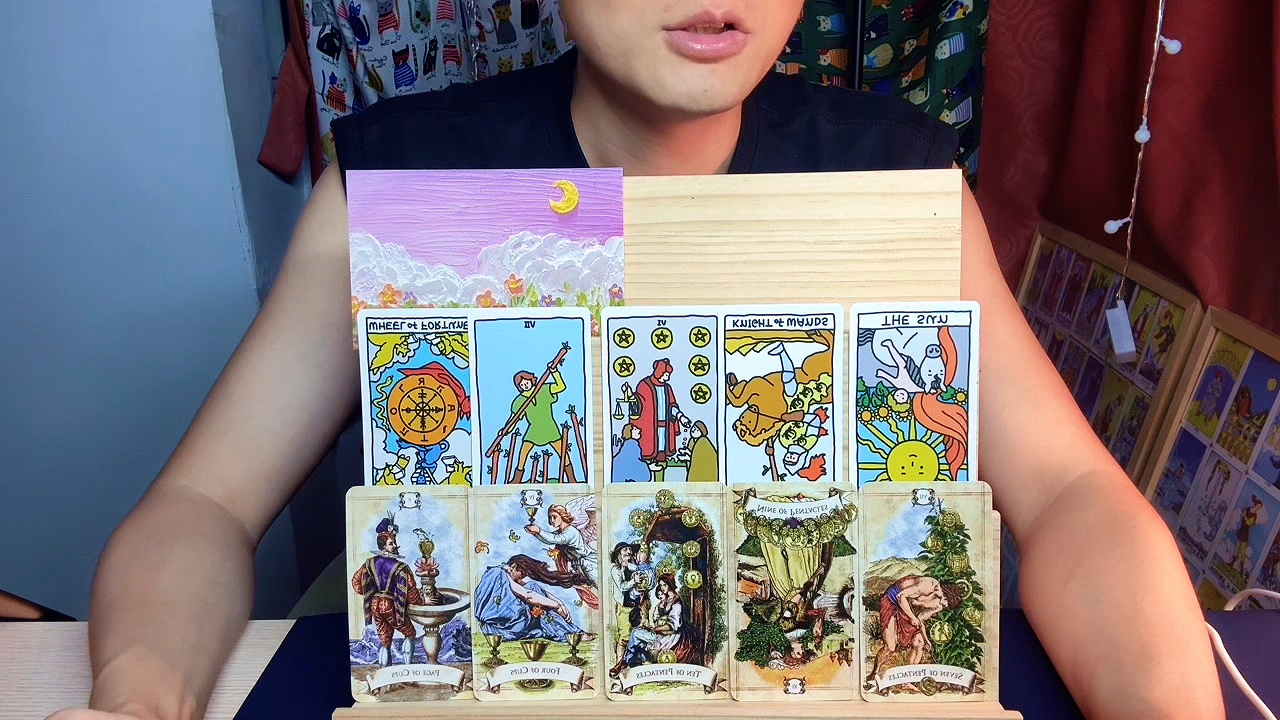 WHEEL of FORTUNE
VII
VI
KNIGHT of WANDS
THE SUN
PAGE OF CUPS
FOUR OF CUPS
TEN OF PENTACLES
NINE OF PENTACLES
SEVEN OF PENTACLES